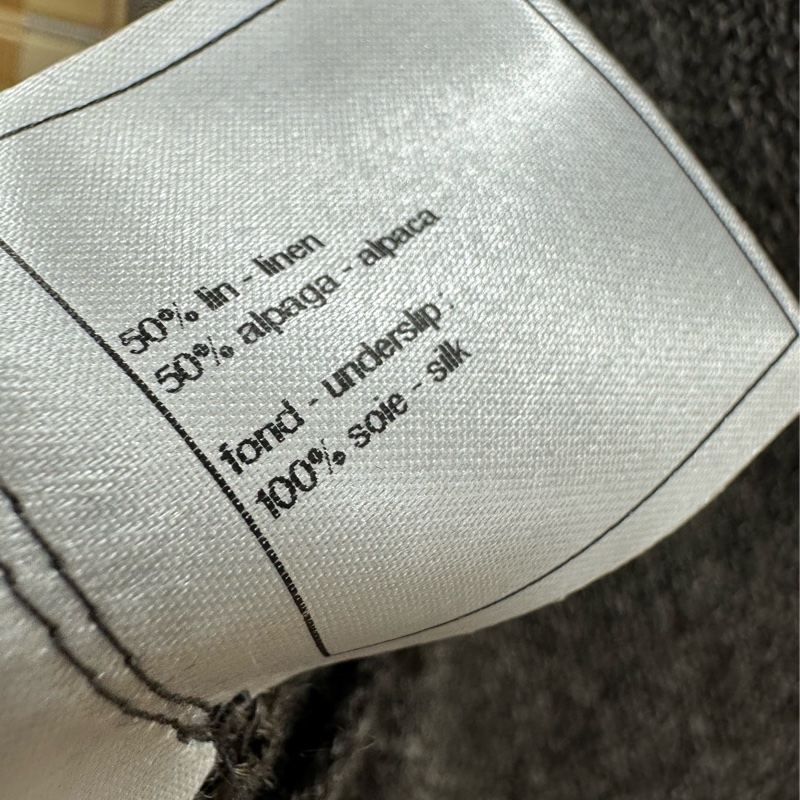 50% lin - linen
50% alpaga - alpaca
fond - underslip :
100% soie - silk